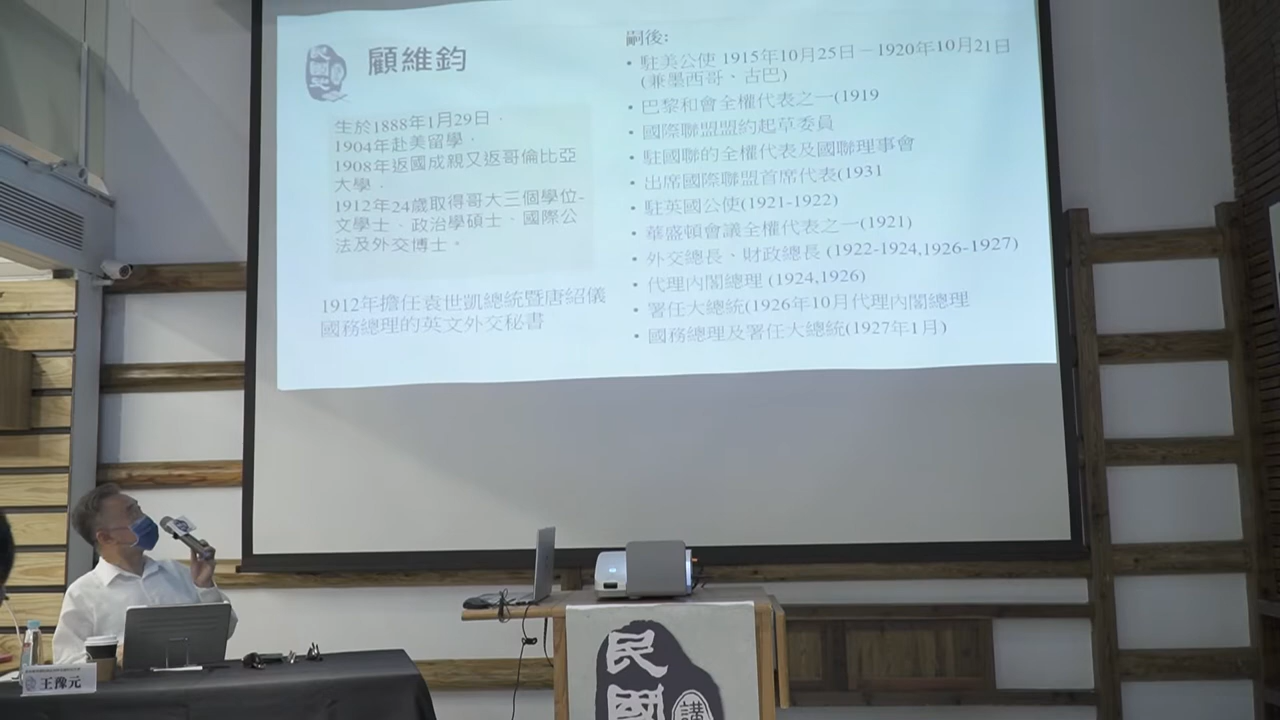 民國史
顧維鈞
生於1888年1月29日，
1904年赴美留學，
1908年返國成親又返哥倫比亞
大學，
1912年24歲取得哥大三個學位-
文學士、政治學碩士、國際公
法及外交博士。
1912年擔任袁世凱總統暨唐紹儀
國務總理的英文外交秘書
嗣後:
• 駐美公使 1915年10月25日－1920年10月21日
(兼墨西哥、古巴)
• 巴黎和會全權代表之一(1919
• 國際聯盟盟約起草委員
• 駐國聯的全權代表及國聯理事會
• 出席國際聯盟首席代表(1931
• 駐英國公使(1921-1922)
• 華盛頓會議全權代表之一(1921)
• 外交總長、財政總長 (1922-1924,1926-1927)
• 代理內閣總理 (1924,1926)
• 署任大總統(1926年10月代理內閣總理
• 國務總理及署任大總統(1927年1月)
王豫元
民國
講